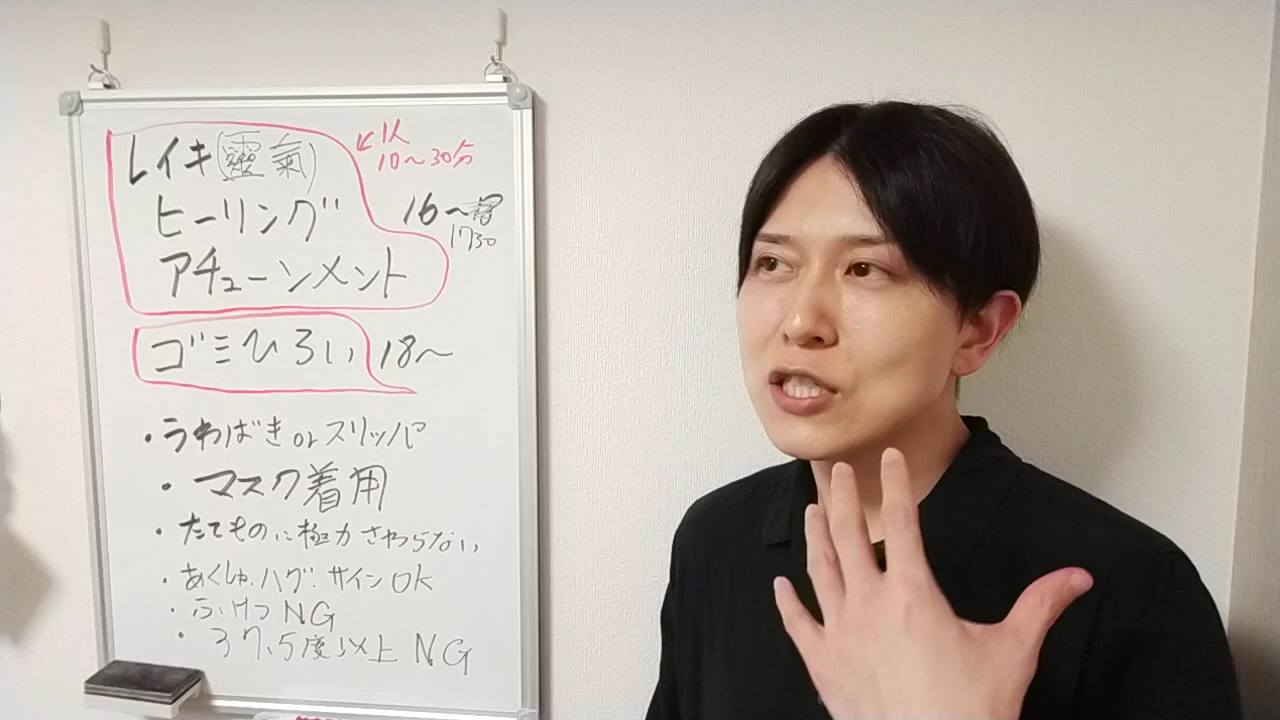 レイキ(靈氣)
ヒーリング
アチューンメント
1人
10〜30分
16〜
1730
ゴミひろい 18〜
・うわばきorスリッパ
・マスク着用
・たてものに極力さわらない
・あくしゅ、ハグ、サインOK
・ふけつNG
・37.5度以上NG